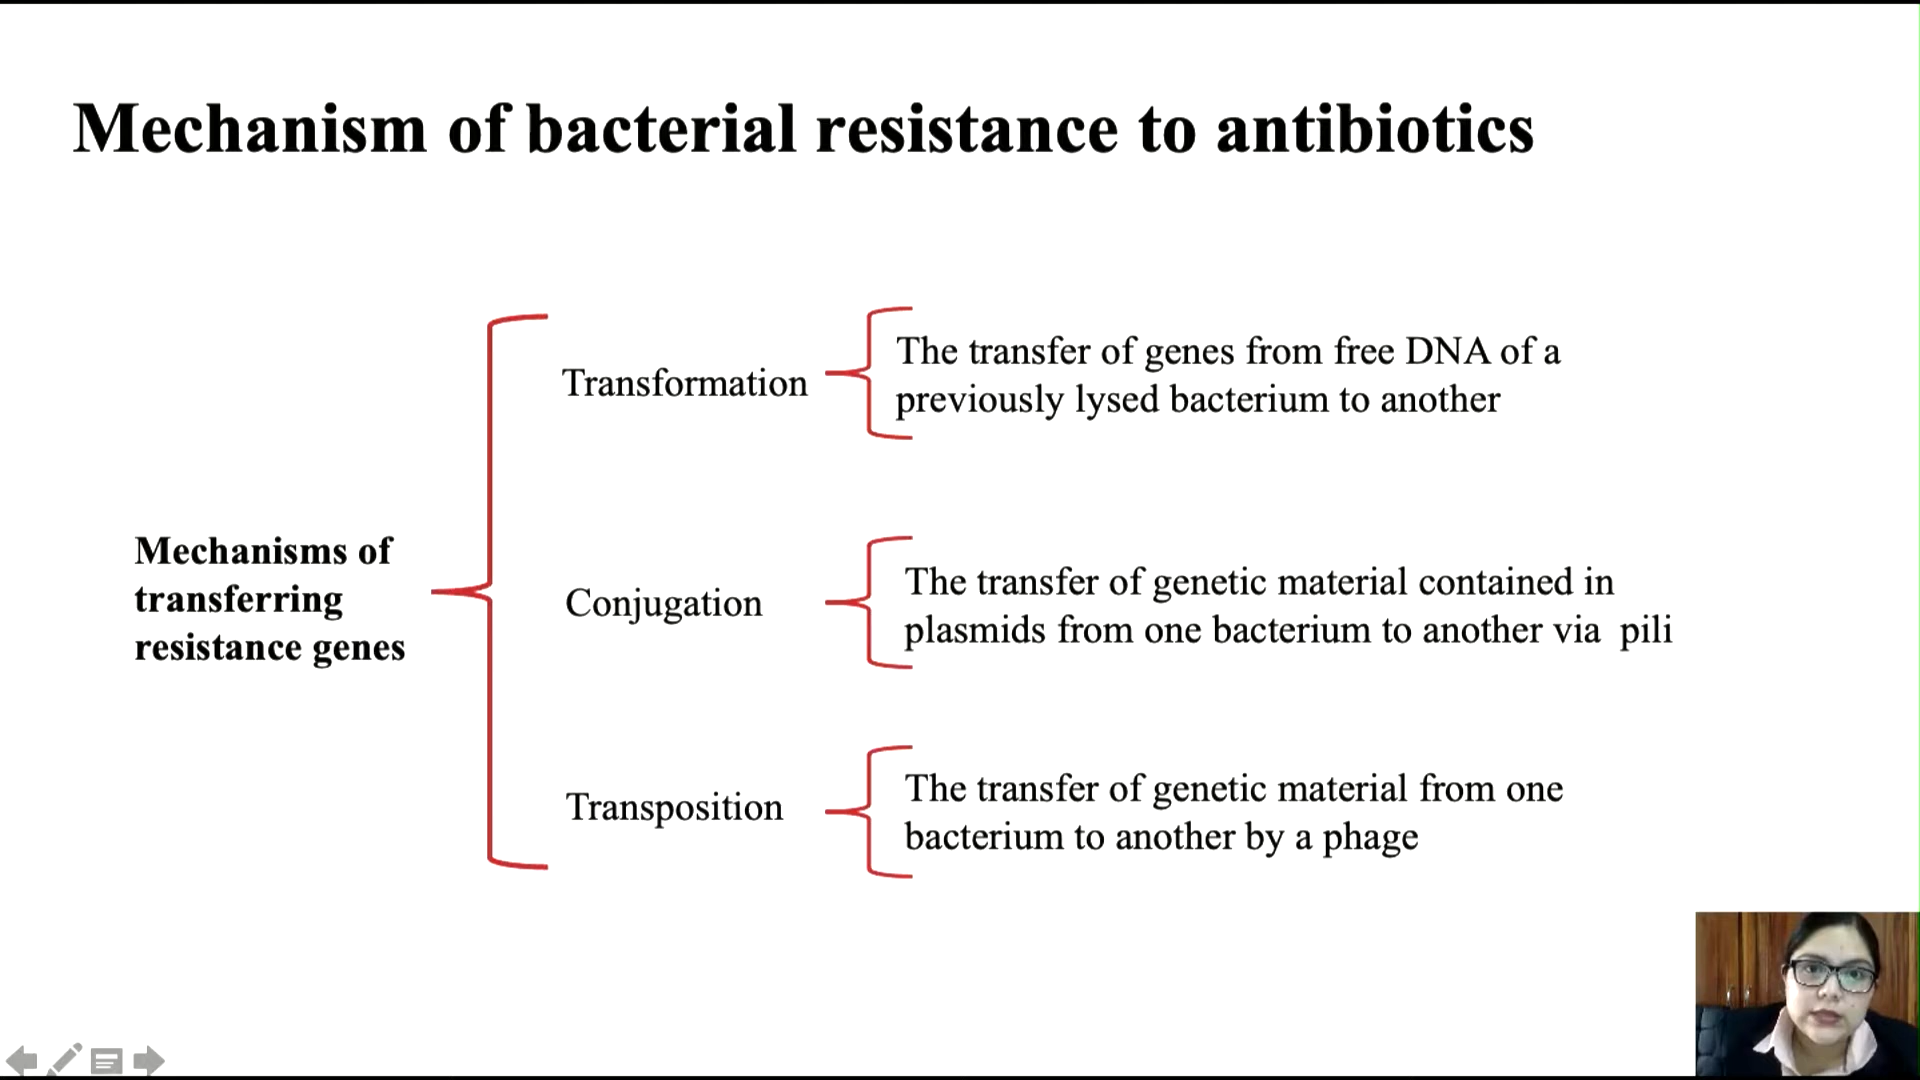 Mechanism of bacterial resistance to antibiotics
Mechanisms of
transferring
resistance genes
Transformation
The transfer of genes from free DNA of a
previously lysed bacterium to another
Conjugation
The transfer of genetic material contained in
plasmids from one bacterium to another via pili
Transposition
The transfer of genetic material from one
bacterium to another by a phage